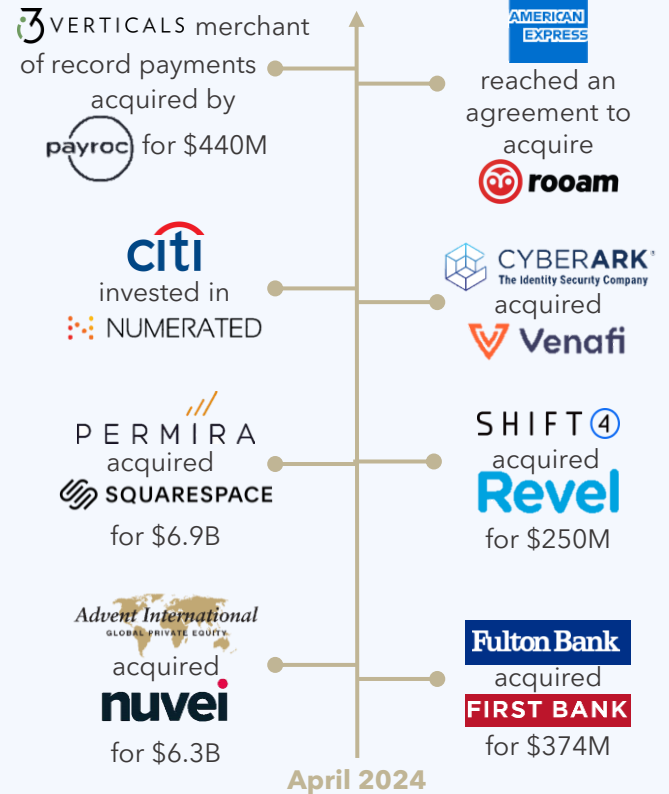 i3 VERTICALS merchant
of record payments
acquired by
payroc for $440M
AMERICAN
EXPRESS
reached an
agreement to
acquire
rooam
citi
invested in
NUMERATED
CYBERARK®
The Identity Security Company
acquired
Venafi
PERMIRA
acquired
SQUARESPACE
for $6.9B
SHIFT 4
acquired
Revel
for $250M
Advent International
GLOBAL PRIVATE EQUITY
acquired
nuvei
for $6.3B
Fulton Bank
acquired
FIRST BANK
for $374M
April 2024